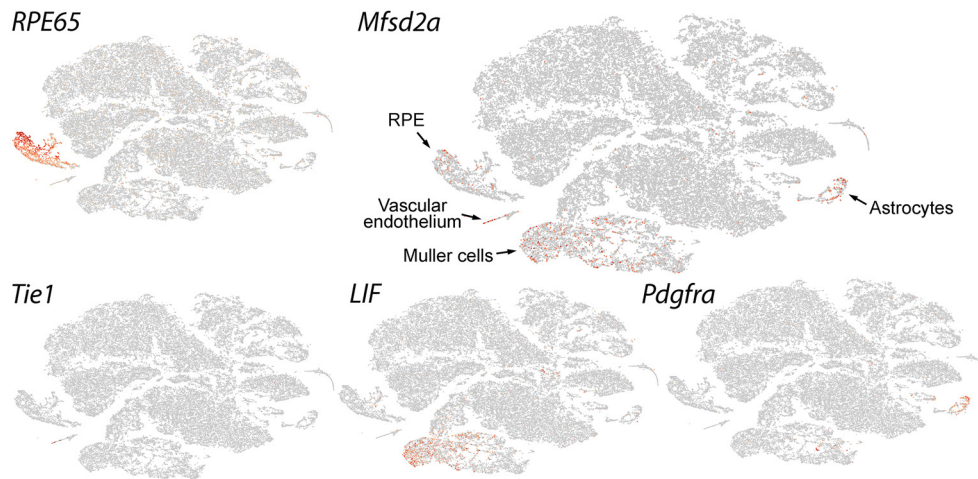 RPE65
Mfsd2a
RPE
Vascular
endothelium
Astrocytes
Muller cells
Tie1
LIF
Pdgfra